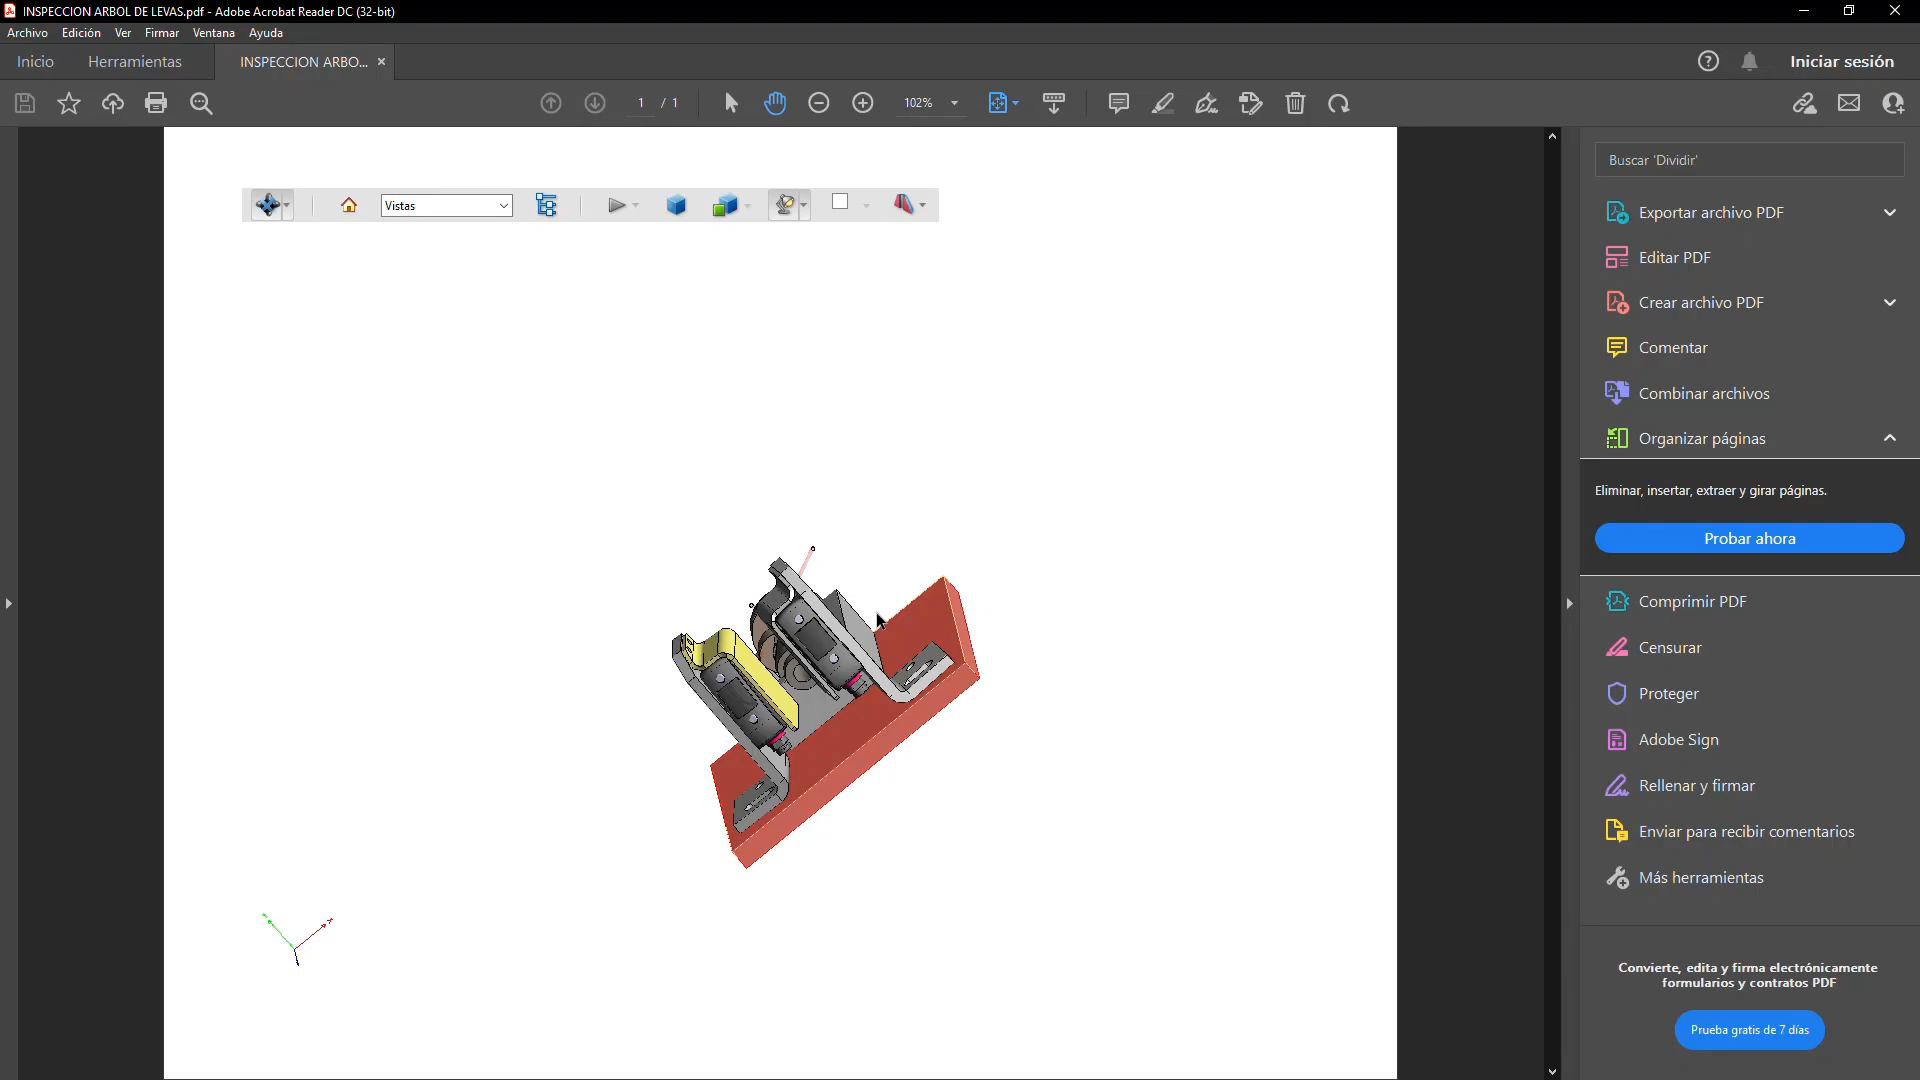 INSPECCION ARBOL DE LEVAS.pdf - Adobe Acrobat Reader DC (32-bit)
Archivo Edición Ver Firmar Ventana Ayuda
Inicio Herramientas INSPECCION ARBO... Iniciar sesión
1 / 1 102%
Buscar 'Dividir'
Vistas
Exportar archivo PDF
Editar PDF
Crear archivo PDF
Comentar
Combinar archivos
Organizar páginas
Eliminar, insertar, extraer y girar páginas.
Probar ahora
Comprimir PDF
Censurar
Proteger
Adobe Sign
Rellenar y firmar
Enviar para recibir comentarios
Más herramientas
Convierte, edita y firma electrónicamente
formularios y contratos PDF
Prueba gratis de 7 días